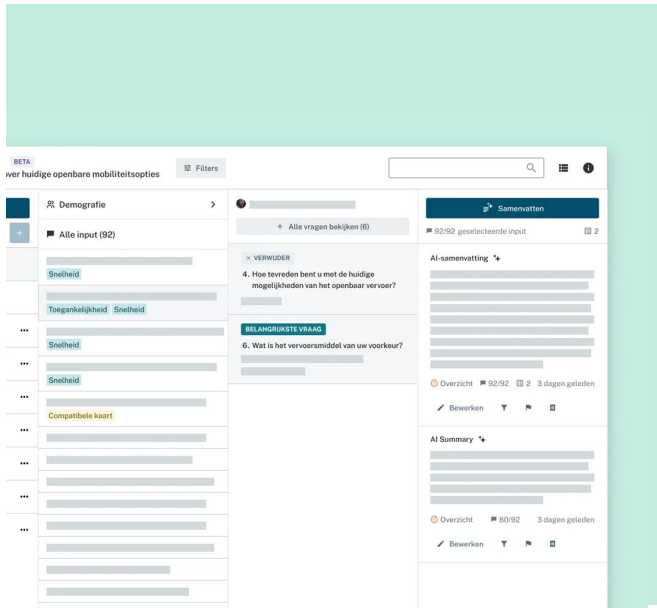 BETA
over huidige openbare mobiliteitsopties
Filters
Demografie
Alle input (92)
Snelheid
Toegankelijkheid Snelheid
Snelheid
Snelheid
Compatibele kaart
+ Alle vragen bekijken (6)
× VERWIJDER
4. Hoe tevreden bent u met de huidige
mogelijkheden van het openbaar vervoer?
BELANGRIJKSTE VRAAG
6. Wat is het vervoersmiddel van uw voorkeur?
Samenvatten
92/92 geselecteerde input 2
AI-samenvatting
Overzicht 92/92 2 3 dagen geleden
Bewerken
AI Summary
Overzicht 80/92 3 dagen geleden
Bewerken